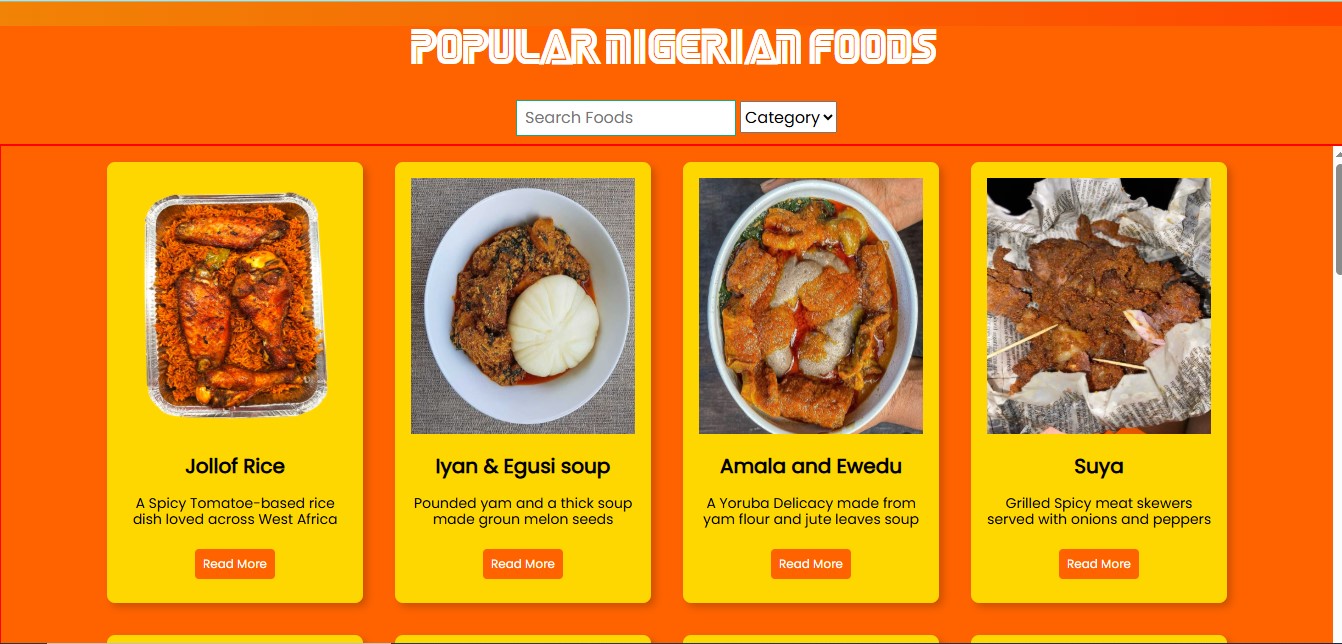 POPULAR NIGERIAN FOODS
Search Foods
Category
Jollof Rice
A Spicy Tomatoe-based rice
dish loved across West Africa
Read More
Iyan & Egusi soup
Pounded yam and a thick soup
made groun melon seeds
Read More
Amala and Ewedu
A Yoruba Delicacy made from
yam flour and jute leaves soup
Read More
Suya
Grilled Spicy meat skewers
served with onions and peppers
Read More